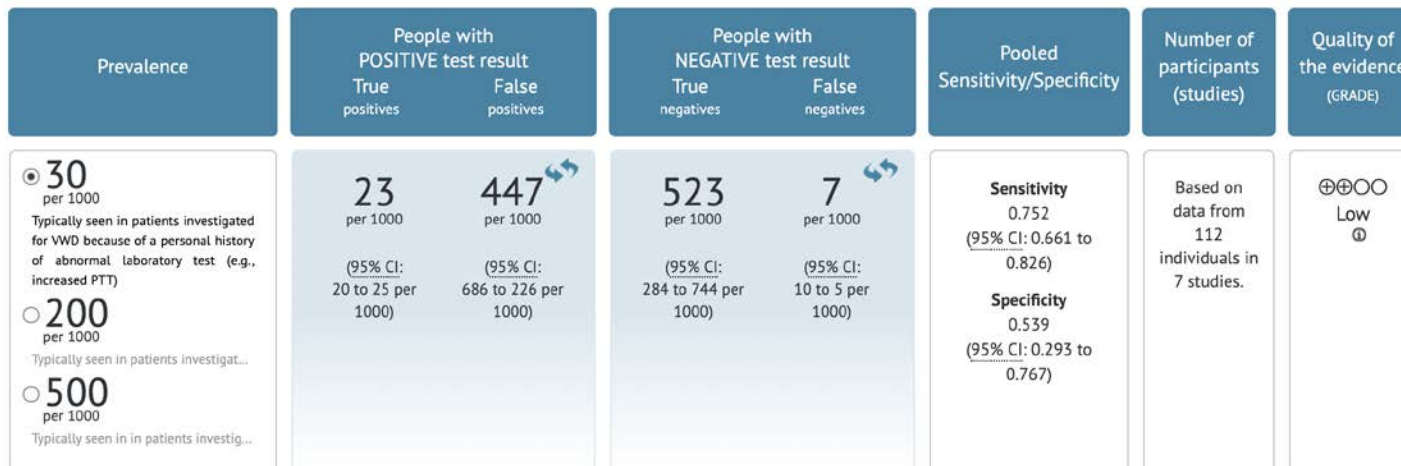 Prevalence
People with
POSITIVE test result
True
positives
False
positives
People with
NEGATIVE test result
True
negatives
False
negatives
Pooled
Sensitivity/Specificity
Number of
participants
(studies)
Quality of
the evidence
(GRADE)
30
per 1000
Typically seen in patients investigated
for VWD because of a personal history
of abnormal laboratory test (e.g.,
increased PTT)
200
per 1000
Typically seen in patients investigat...
500
per 1000
Typically seen in in patients investig...
23
per 1000
(95% CI:
20 to 25 per
1000)
447
per 1000
(95% CI:
686 to 226 per
1000)
523
per 1000
(95% CI:
284 to 744 per
1000)
7
per 1000
(95% CI:
10 to 5 per
1000)
Sensitivity
0.752
(95% CI: 0.661 to
0.826)
Specificity
0.539
(95% CI: 0.293 to
0.767)
Based on
data from
112
individuals in
7 studies.
⊕⊕○○
Low